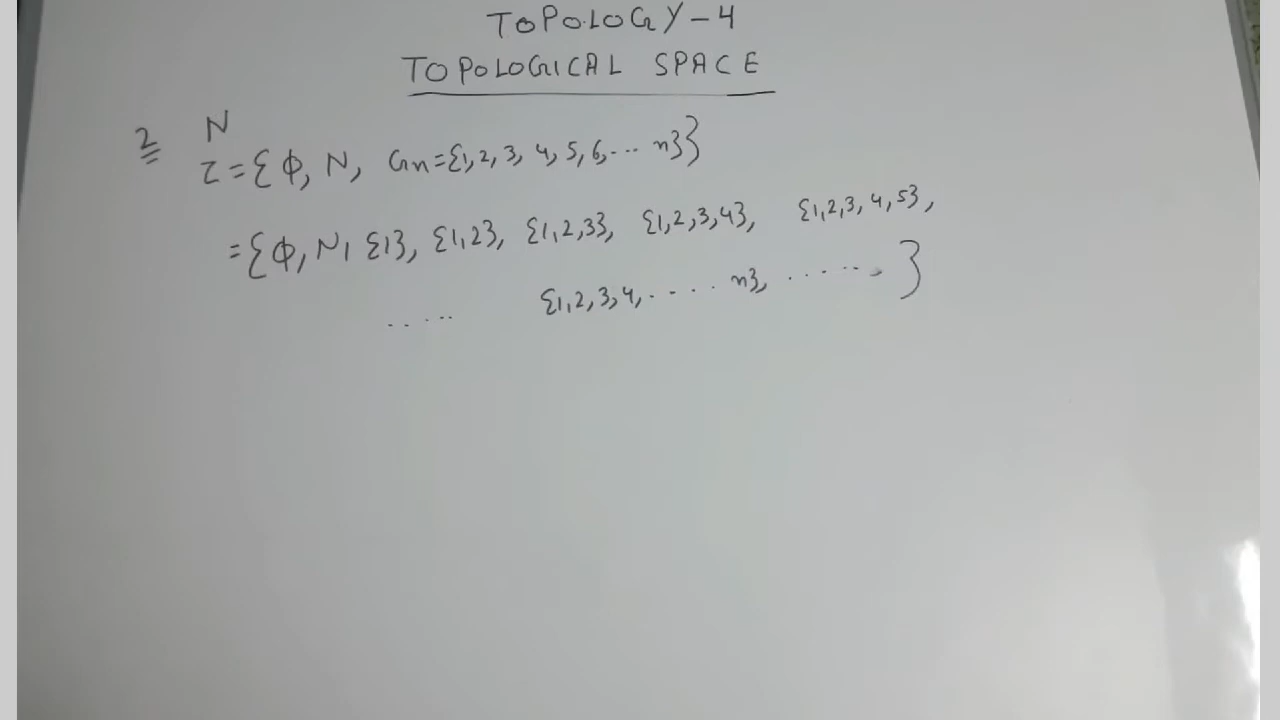 TOPOLOGY-4
TOPOLOGICAL SPACE
2 N
τ={ϕ, N, Gn={1,2,3,4,5,6,... n}}
={ϕ, N, {1}, {1,2}, {1,2,3}, {1,2,3,4}, {1,2,3,4,5},
..... {1,2,3,4,..... n}, ...... }